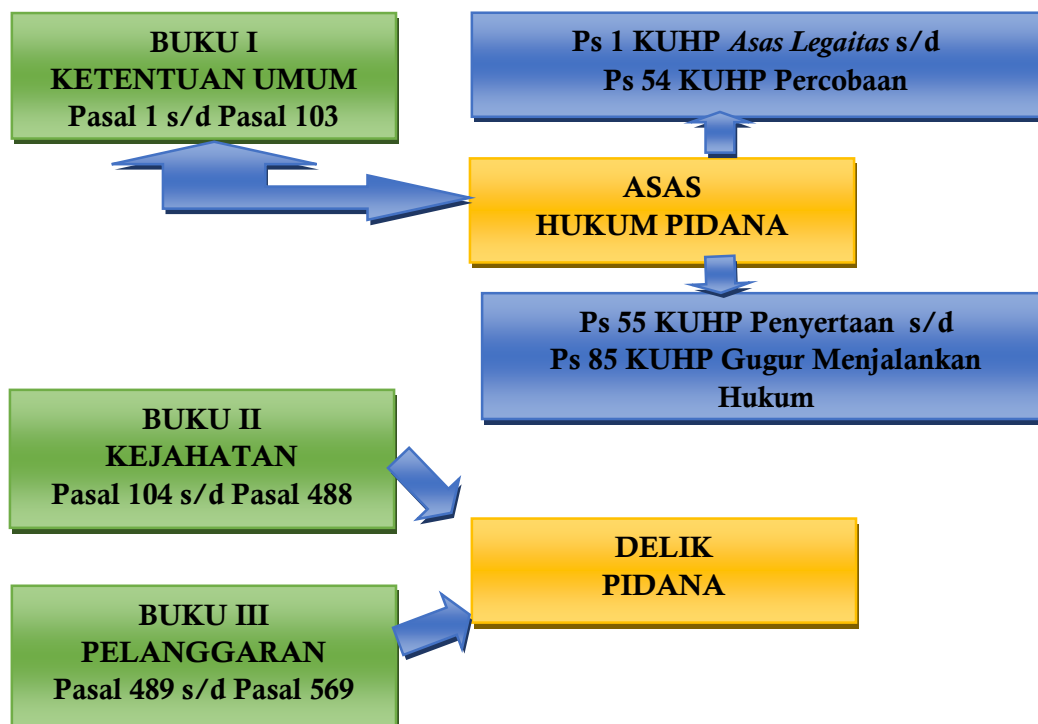 BUKU I
KETENTUAN UMUM
Pasal 1 s/d Pasal 103
Ps 1 KUHP Asas Legaitas s/d
Ps 54 KUHP Percobaan
ASAS
HUKUM PIDANA
Ps 55 KUHP Penyertaan s/d
Ps 85 KUHP Gugur Menjalankan
Hukum
BUKU II
KEJAHATAN
Pasal 104 s/d Pasal 488
DELIK
PIDANA
BUKU III
PELANGGARAN
Pasal 489 s/d Pasal 569